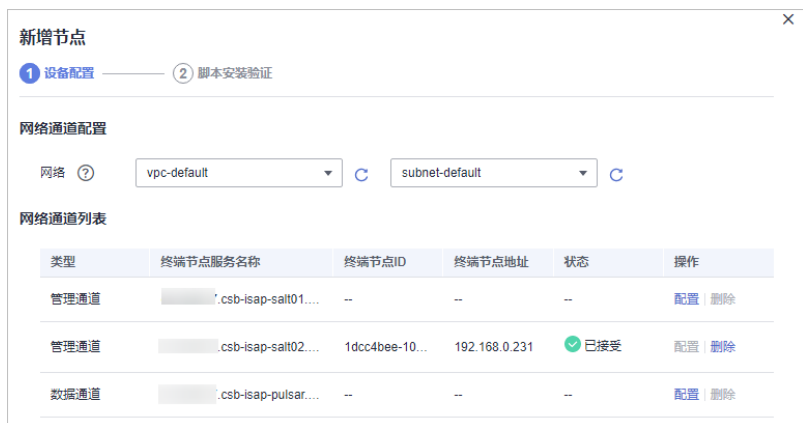 新增节点
1 设备配置 2 脚本安装验证
网络通道配置
网络 ? vpc-default subnet-default
网络通道列表
类型 终端节点服务名称 终端节点ID 终端节点地址 状态 操作
管理通道 .csb-isap-salt01.... -- -- -- 配置 | 删除
管理通道 .csb-isap-salt02.... 1dcc4bee-10... 192.168.0.231 已接受 配置 | 删除
数据通道 .csb-isap-pulsar.... -- -- -- 配置 | 删除